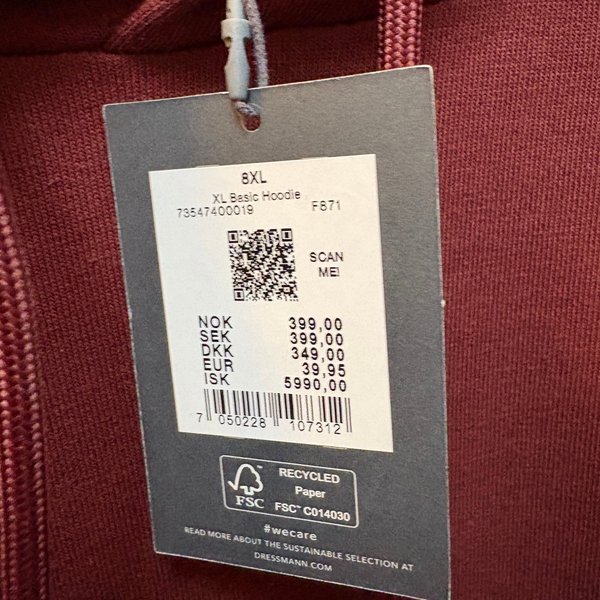 8XL
XL Basic Hoodie
73547400019 F871
SCAN
ME!
NOK 399,00
SEK 399,00
DKK 349,00
EUR 39,95
ISK 5990,00
7 050228 107312
FSC
RECYCLED
Paper
FSC™ C014030
#wecare
READ MORE ABOUT THE SUSTAINABLE SELECTION AT
DRESSMANN.COM